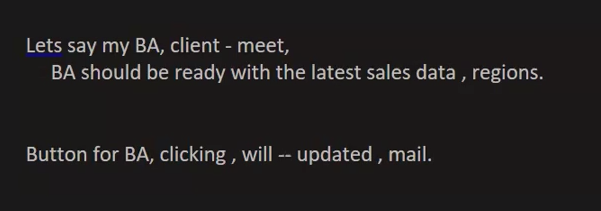 Lets say my BA, client - meet,
BA should be ready with the latest sales data , regions.
Button for BA, clicking , will -- updated , mail.